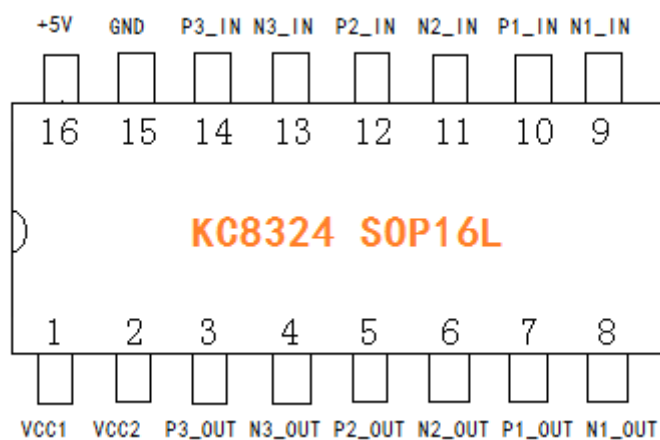 +5V GND P3_IN N3_IN P2_IN N2_IN P1_IN N1_IN
16 15 14 13 12 11 10 9
KC8324 SOP16L
1 2 3 4 5 6 7 8
VCC1 VCC2 P3_OUT N3_OUT P2_OUT N2_OUT P1_OUT N1_OUT